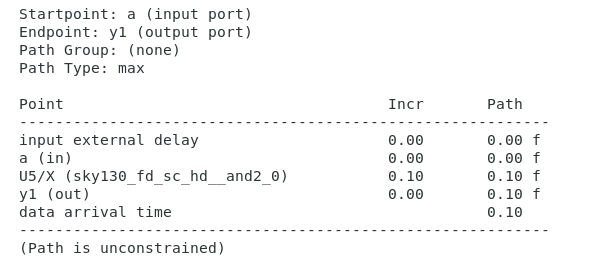 Startpoint: a (input port)
Endpoint: y1 (output port)
Path Group: (none)
Path Type: max
Point Incr Path
-----------------------------------------------------------
input external delay 0.00 0.00 f
a (in) 0.00 0.00 f
U5/X (sky130_fd_sc_hd__and2_0) 0.10 0.10 f
y1 (out) 0.00 0.10 f
data arrival time 0.10
-----------------------------------------------------------
(Path is unconstrained)